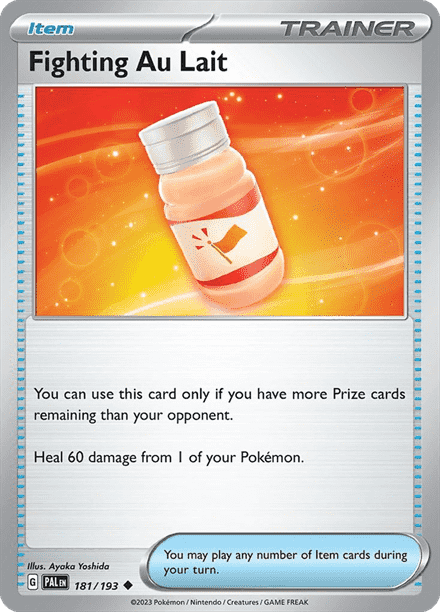 Item
TRAINER
Fighting Au Lait
You can use this card only if you have more Prize cards
remaining than your opponent.
Heal 60 damage from 1 of your Pokémon.
Illus. Ayaka Yoshida
You may play any number of Item cards during
your turn.
G PAL EN 181/193 ◆
©2023 Pokémon / Nintendo / Creatures / GAME FREAK